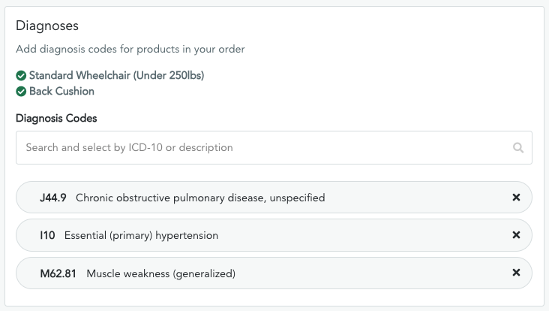 Diagnoses
Add diagnosis codes for products in your order
Standard Wheelchair (Under 250lbs)
Back Cushion
Diagnosis Codes
Search and select by ICD-10 or description
J44.9 Chronic obstructive pulmonary disease, unspecified
I10 Essential (primary) hypertension
M62.81 Muscle weakness (generalized)